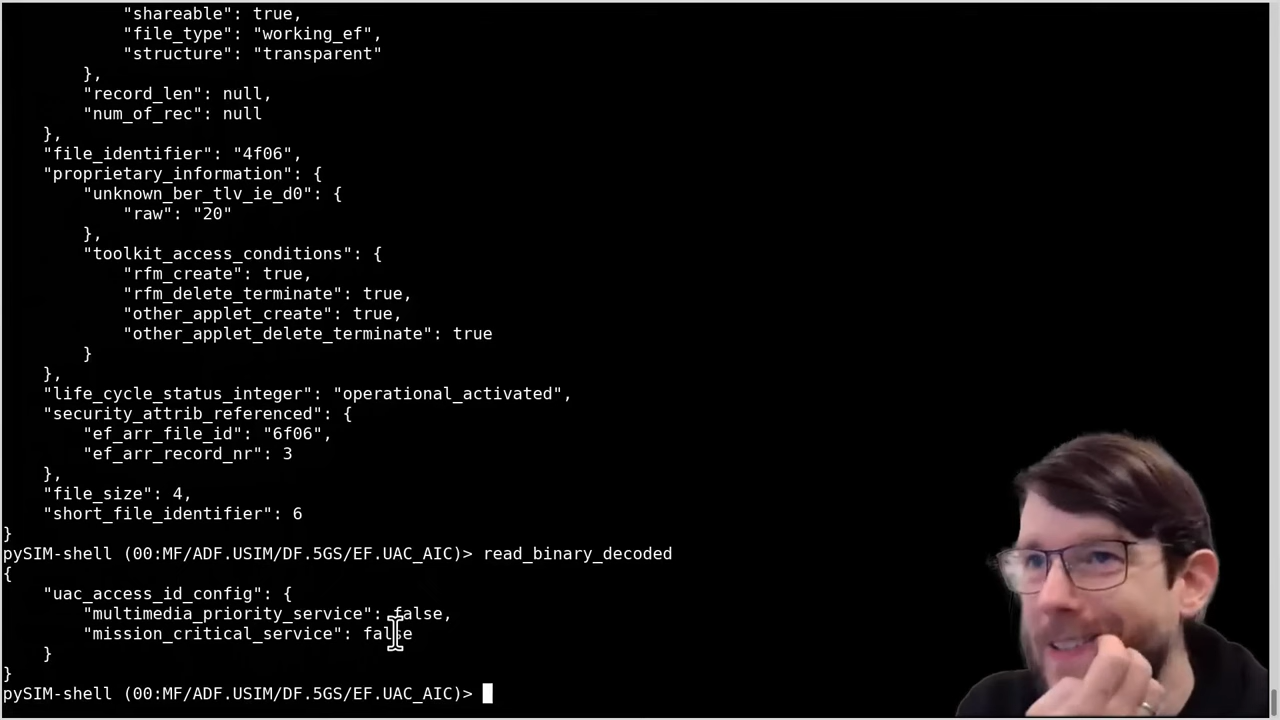 "shareable": true,
"file_type": "working_ef",
"structure": "transparent"
},
"record_len": null,
"num_of_rec": null
},
"file_identifier": "4f06",
"proprietary_information": {
"unknown_ber_tlv_ie_d0": {
"raw": "20"
},
"toolkit_access_conditions": {
"rfm_create": true,
"rfm_delete_terminate": true,
"other_applet_create": true,
"other_applet_delete_terminate": true
}
},
"life_cycle_status_integer": "operational_activated",
"security_attrib_referenced": {
"ef_arr_file_id": "6f06",
"ef_arr_record_nr": 3
},
"file_size": 4,
"short_file_identifier": 6
}
pySIM-shell (00:MF/ADF.USIM/DF.5GS/EF.UAC_AIC)> read_binary_decoded
{
"uac_access_id_config": {
"multimedia_priority_service": false,
"mission_critical_service": false
}
}
pySIM-shell (00:MF/ADF.USIM/DF.5GS/EF.UAC_AIC)>